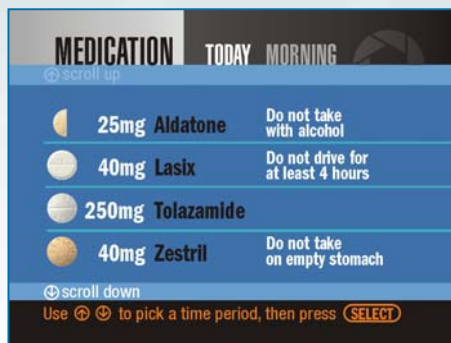 MEDICATION TODAY MORNING
scroll up
25mg Aldatone Do not take
with alcohol
40mg Lasix Do not drive for
at least 4 hours
250mg Tolazamide
40mg Zestril Do not take
on empty stomach
scroll down
Use ↑ ↓ to pick a time period, then press SELECT